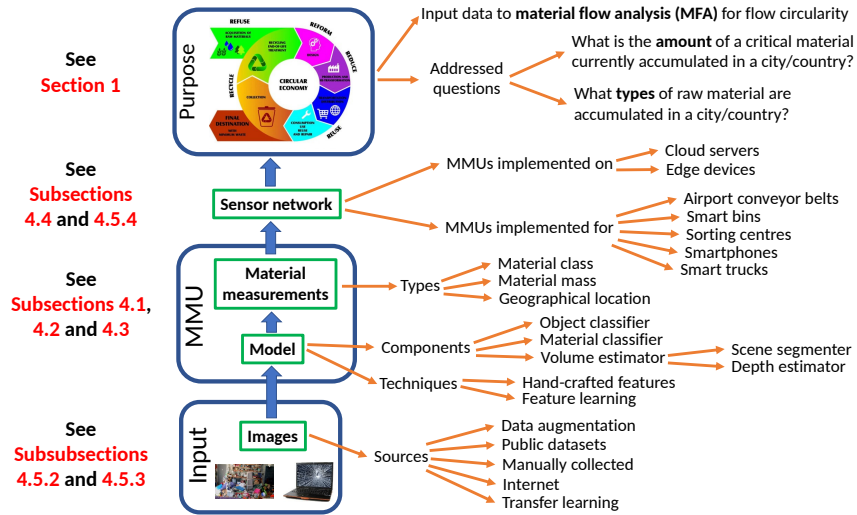 See
Section 1
Purpose
REFUSE
REFORM
REDUCE
REUSE
RECYCLE
CIRCULAR
ECONOMY
FINAL
DESTINATION
COLLECTION
Input data to material flow analysis (MFA) for flow circularity
Addressed
questions
What is the amount of a critical material
currently accumulated in a city/country?
What types of raw material are
accumulated in a city/country?
See
Subsections
4.4 and 4.5.4
Sensor network
MMUs implemented on
Cloud servers
Edge devices
MMUs implemented for
Airport conveyor belts
Smart bins
Sorting centres
Smartphones
Smart trucks
See
Subsections 4.1,
4.2 and 4.3
MMU
Material
measurements
Types
Material class
Material mass
Geographical location
Model
Components
Object classifier
Material classifier
Volume estimator
Scene segmenter
Depth estimator
Techniques
Hand-crafted features
Feature learning
See
Subsubsections
4.5.2 and 4.5.3
Input
Images
Sources
Data augmentation
Public datasets
Manually collected
Internet
Transfer learning